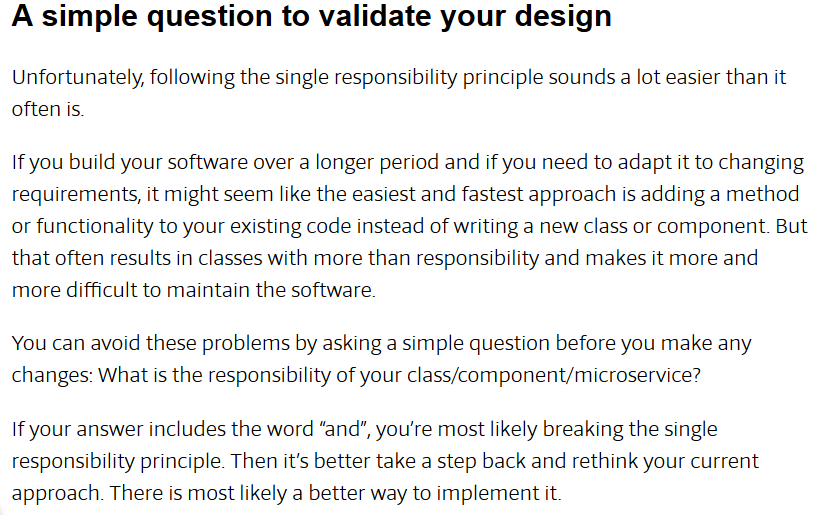 A simple question to validate your design
Unfortunately, following the single responsibility principle sounds a lot easier than it
often is.
If you build your software over a longer period and if you need to adapt it to changing
requirements, it might seem like the easiest and fastest approach is adding a method
or functionality to your existing code instead of writing a new class or component. But
that often results in classes with more than responsibility and makes it more and
more difficult to maintain the software.
You can avoid these problems by asking a simple question before you make any
changes: What is the responsibility of your class/component/microservice?
If your answer includes the word “and”, you’re most likely breaking the single
responsibility principle. Then it’s better take a step back and rethink your current
approach. There is most likely a better way to implement it.